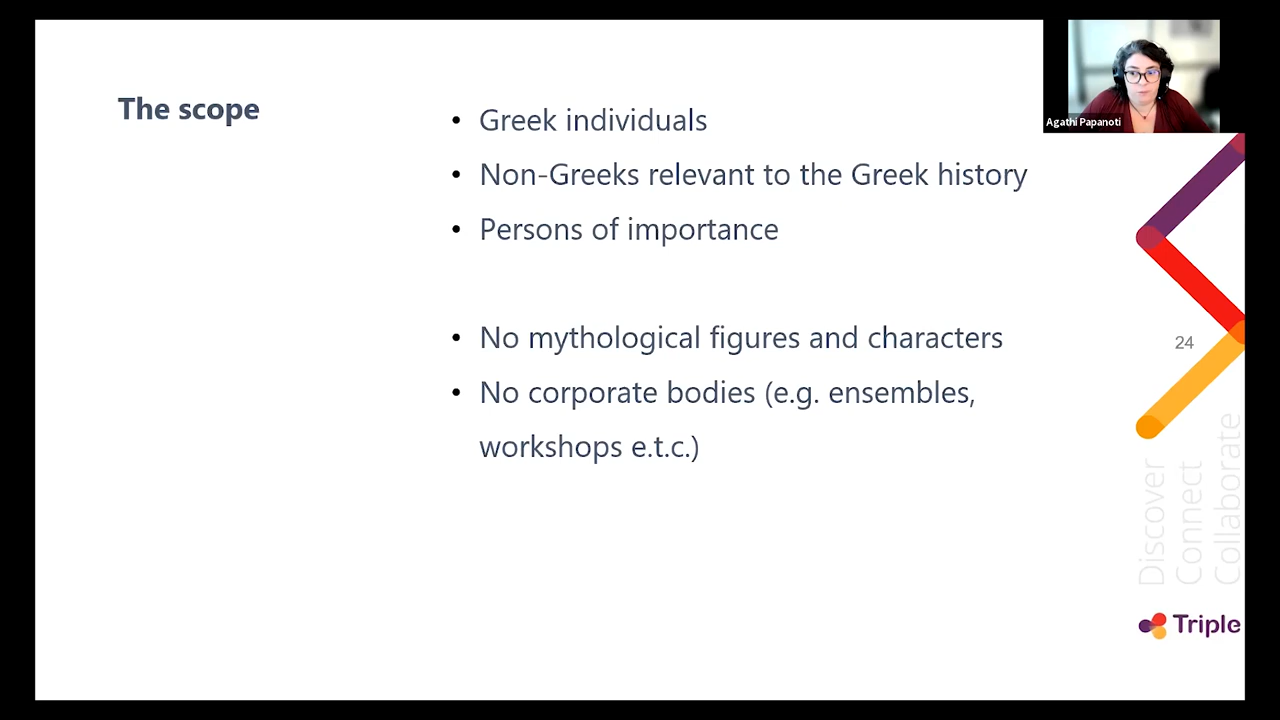 The scope
• Greek individuals
• Non-Greeks relevant to the Greek history
• Persons of importance
• No mythological figures and characters
• No corporate bodies (e.g. ensembles,
workshops e.t.c.)
Agathi Papanoti
24
Discover
Connect
Collaborate
Triple